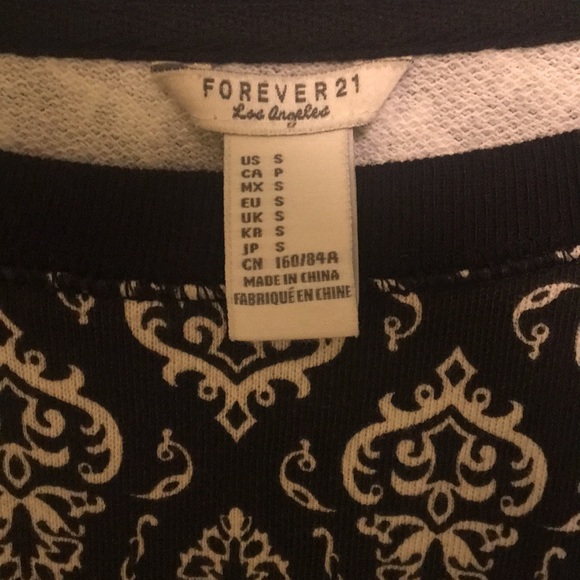 FOREVER 21
Los Angeles
US S
CA P
MX S
EU S
UK S
KR S
JP S
CN 160/84A
MADE IN CHINA
FABRIQUÉ EN CHINE